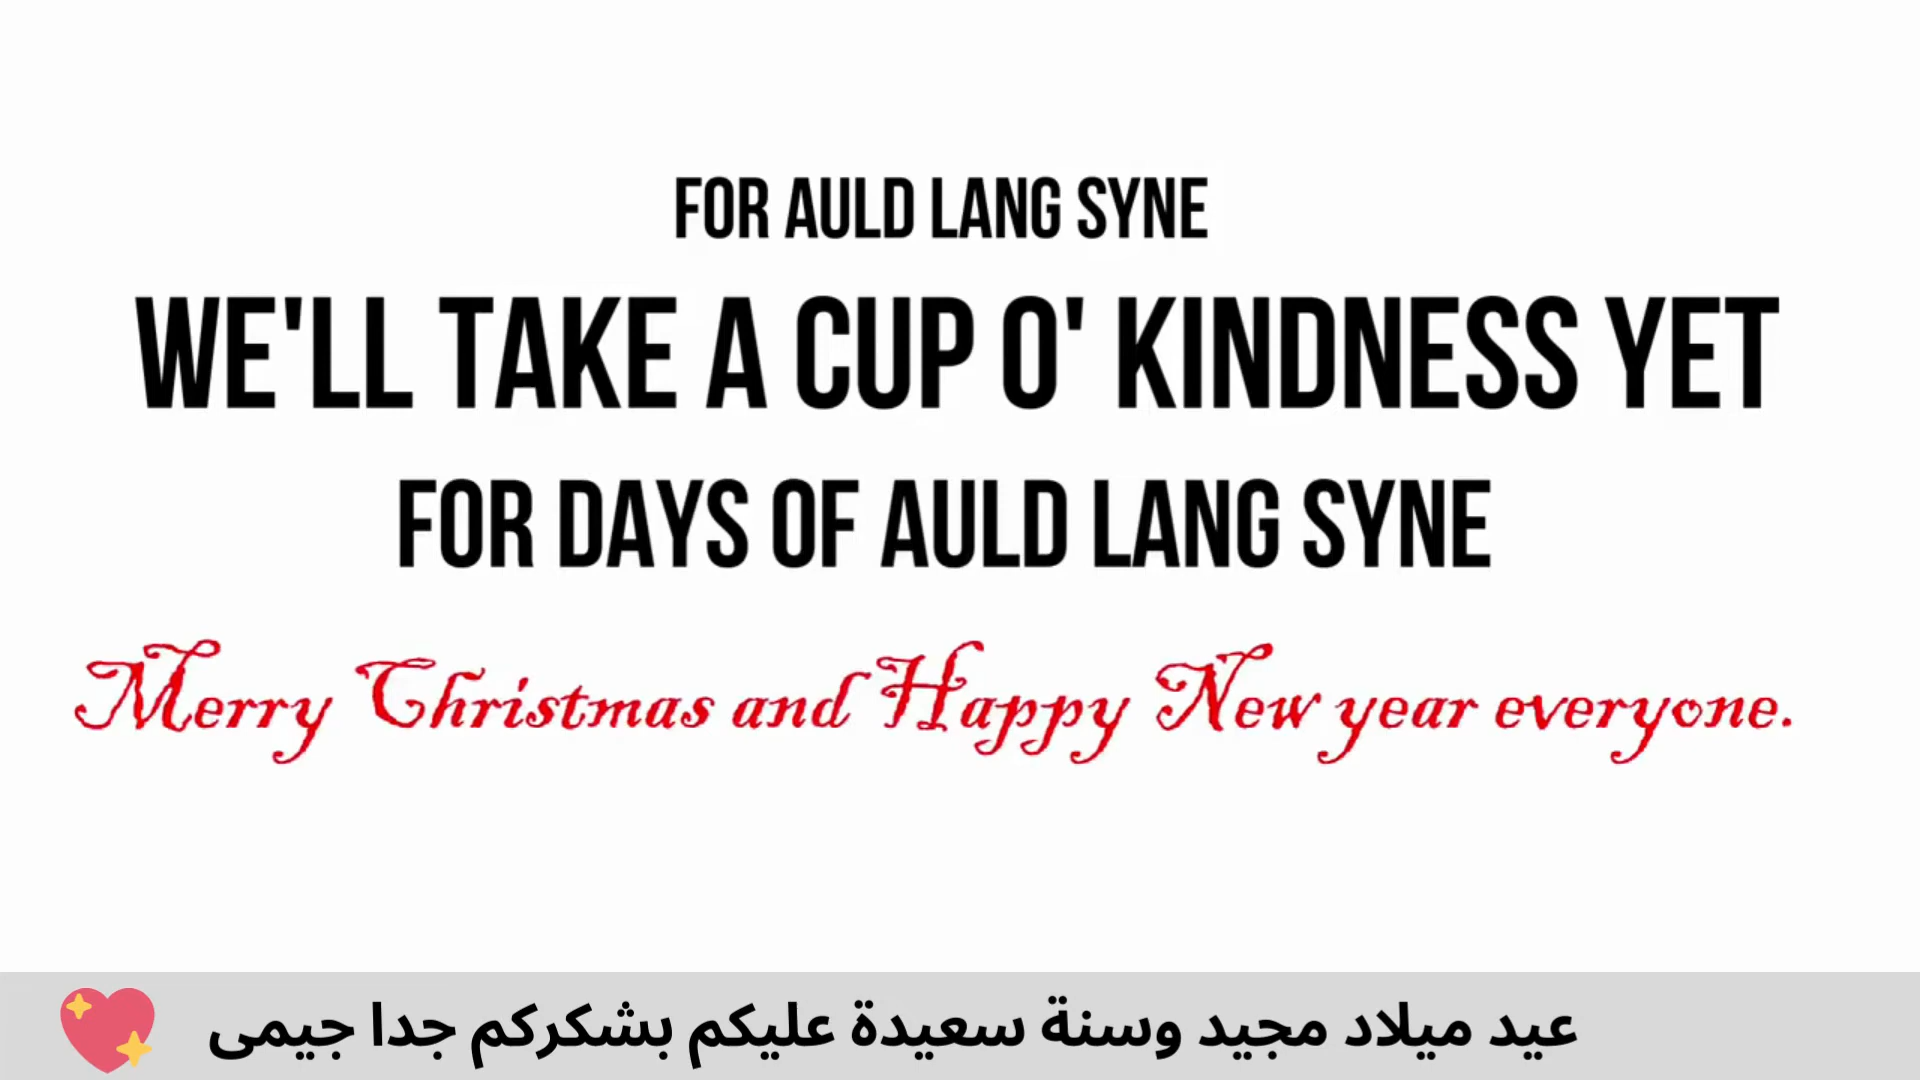 FOR AULD LANG SYNE
WE'LL TAKE A CUP O' KINDNESS YET
FOR DAYS OF AULD LANG SYNE
Merry Christmas and Happy New year everyone.
عيد ميلاد مجيد وسنة سعيدة عليكم بشكركم جدا جيمى